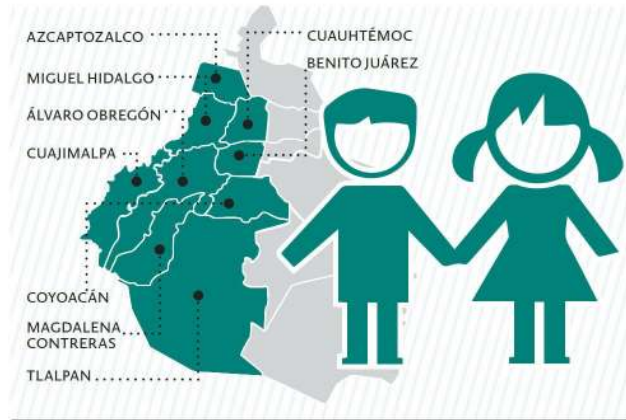 AZCAPTOZALCO
MIGUEL HIDALGO
ÁLVARO OBREGÓN
CUAJIMALPA
CUAUHTÉMOC
BENITO JUÁREZ
COYOACÁN
MAGDALENA
CONTRERAS
TLALPAN